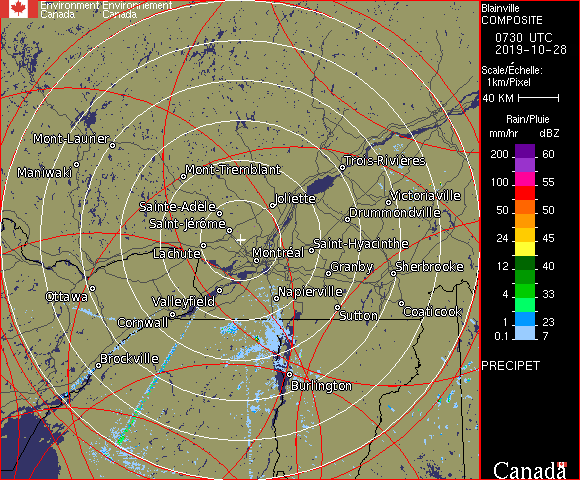 Environment Environnement
Canada Canada
Blainville
COMPOSITE
0730 UTC
2019-10-28
Scale/Échelle:
1km/Pixel
40 KM
Rain/Pluie
mm/hr dBZ
200 60
100 55
50 50
24 45
12 40
4 33
1 23
0.1 7
PRECIPET
Canada
Mont-Laurier
Maniwaki
Mont-Tremblant
Trois-Rivières
Sainte-Adèle
Joliette
Victoriaville
Saint-Jérôme
Drummondville
Lachute
Montréal
Saint-Hyacinthe
Granby
Sherbrooke
Ottawa
Valleyfield
Napierville
Cornwall
Sutton
Coaticook
Brockville
Burlington